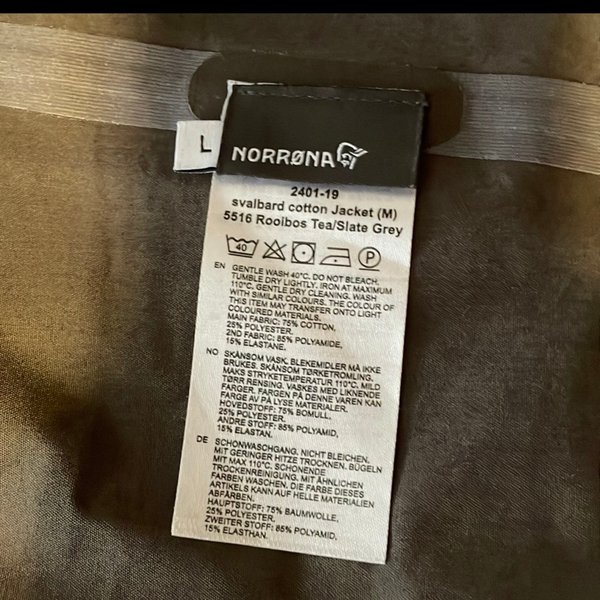 L
NORRØNA
2401-19
svalbard cotton Jacket (M)
5516 Rooibos Tea/Slate Grey
40
P
EN GENTLE WASH 40°C. DO NOT BLEACH.
TUMBLE DRY LIGHTLY. IRON AT MAXIMUM
110°C. GENTLE DRY CLEANING. WASH
WITH SIMILAR COLOURS. THE COLOUR OF
THIS ITEM MAY TRANSFER ONTO LIGHT
COLOURED MATERIALS.
MAIN FABRIC: 75% COTTON,
25% POLYESTER.
2ND FABRIC: 85% POLYAMIDE,
15% ELASTANE.
NO SKÅNSOM VASK. BLEKEMIDLER MÅ IKKE
BRUKES. SKÅNSOM TØRKETROMLING.
MAKS STRYKETEMPERATUR 110°C. MILD
TØRR RENSING. VASKES MED LIKNENDE
FARGER. FARGEN PÅ DENNE VAREN KAN
FARGE AV PÅ LYSE MATERIALER.
HOVEDSTOFF: 75% BOMULL,
25% POLYESTER.
ANDRE STOFF: 85% POLYAMID,
15% ELASTAN.
DE SCHONWASCHGANG. NICHT BLEICHEN.
MIT GERINGER HITZE TROCKNEN. BÜGELN
MIT MAX 110°C. SCHONENDE
TROCKENREINIGUNG. MIT ÄHNLICHEN
FARBEN WASCHEN. DIE FARBE DIESES
ARTIKELS KANN AUF HELLE MATERIALIEN
ABFÄRBEN.
HAUPTSTOFF: 75% BAUMWOLLE,
25% POLYESTER.
ZWEITER STOFF: 85% POLYAMID,
15% ELASTHAN.